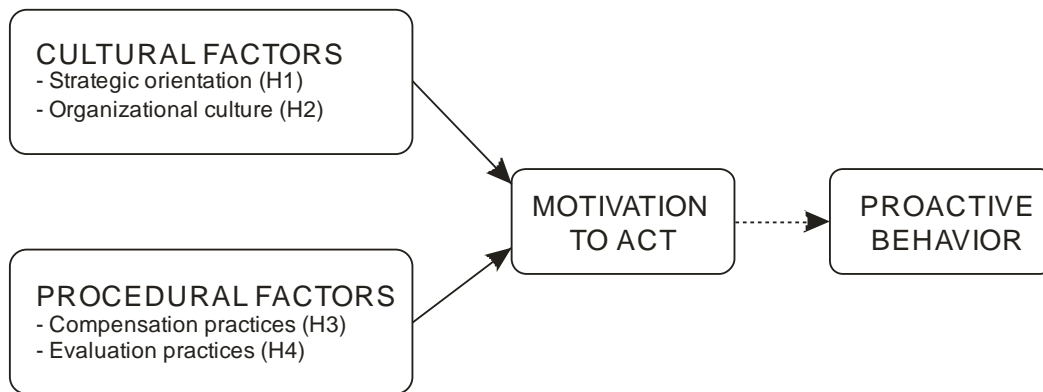 CULTURAL FACTORS
- Strategic orientation (H1)
- Organizational culture (H2)
PROCEDURAL FACTORS
- Compensation practices (H3)
- Evaluation practices (H4)
MOTIVATION
TO ACT
PROACTIVE
BEHAVIOR